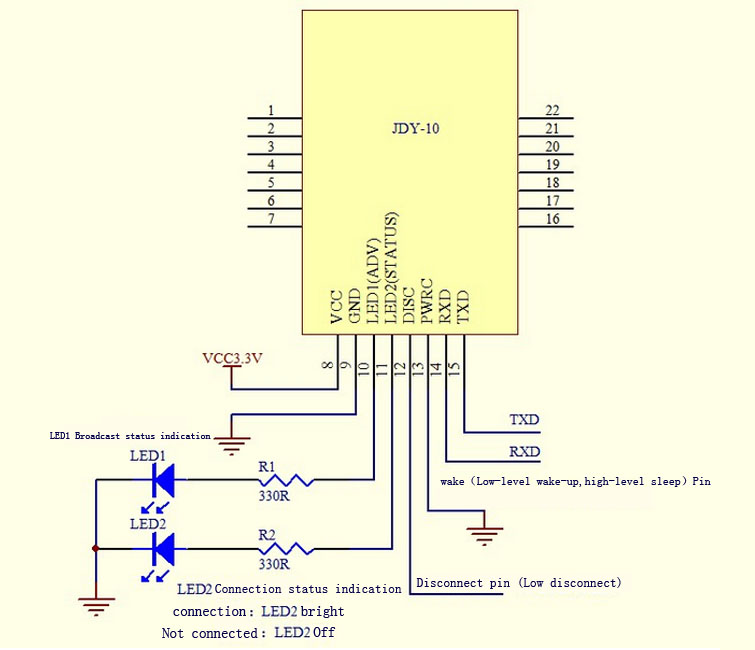 JDY-10
1
2
3
4
5
6
7
22
21
20
19
18
17
16
VCC
GND
LED1(ADV)
LED2(STATUS)
DISC
PWRC
RXD
TXD
8
9
10
11
12
13
14
15
VCC3.3V
TXD
LED1 Broadcast status indication
RXD
LED1
R1
330R
wake (Low-level wake-up,high-level sleep) Pin
LED2
R2
330R
Disconnect pin (Low disconnect)
LED2 Connection status indication
connection: LED2 bright
Not connected: LED2 Off